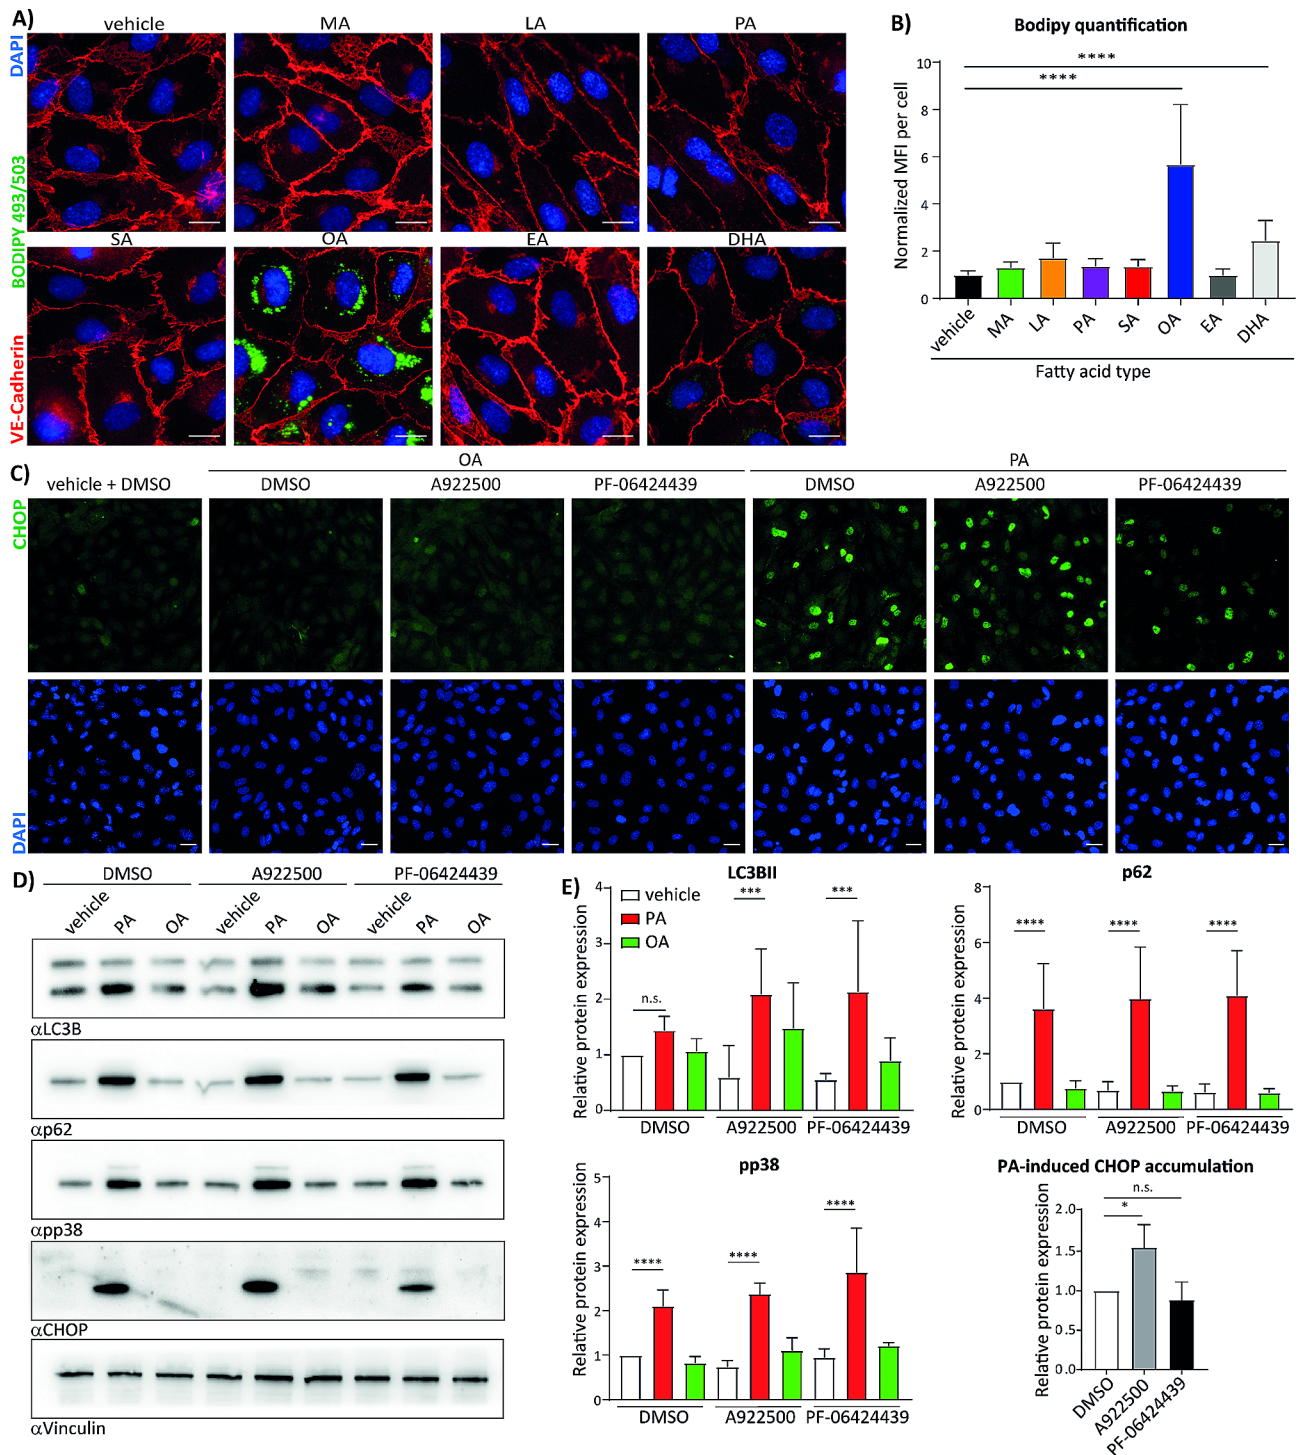 A)
vehicle MA LA PA
DAPI
BODIPY 493/503
VE-Cadherin
SA OA EA DHA
B)
Bodipy quantification
****
****
Normalized MFI per cell
10
8
6
4
2
0
vehicle MA LA PA SA OA EA DHA
Fatty acid type
C)
OA PA
vehicle + DMSO DMSO A922500 PF-06424439 DMSO A922500 PF-06424439
CHOP
DAPI
D)
DMSO A922500 PF-06424439
vehicle PA OA vehicle PA OA vehicle PA OA
αLC3B
αp62
αpp38
αCHOP
αVinculin
E)
LC3BII
Relative protein expression
4
3
2
1
0
vehicle
PA
OA
n.s. *** ***
DMSO A922500 PF-06424439
p62
Relative protein expression
8
6
4
2
0
**** **** ****
DMSO A922500 PF-06424439
pp38
Relative protein expression
5
4
3
2
1
0
**** **** ****
DMSO A922500 PF-06424439
PA-induced CHOP accumulation
Relative protein expression
2.0
1.5
1.0
0.5
0.0
n.s.
*
DMSO A922500 PF-06424439